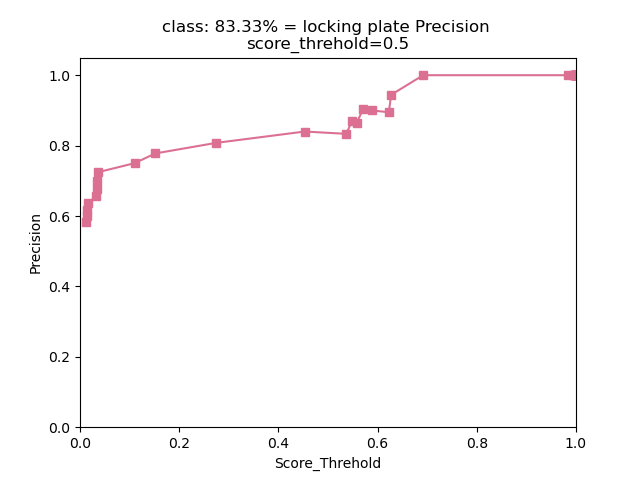 class: 83.33% = locking plate Precision
score_threhold=0.5
1.0
0.8
0.6
0.4
0.2
0.0
Precision
0.0 0.2 0.4 0.6 0.8 1.0
Score_Threhold